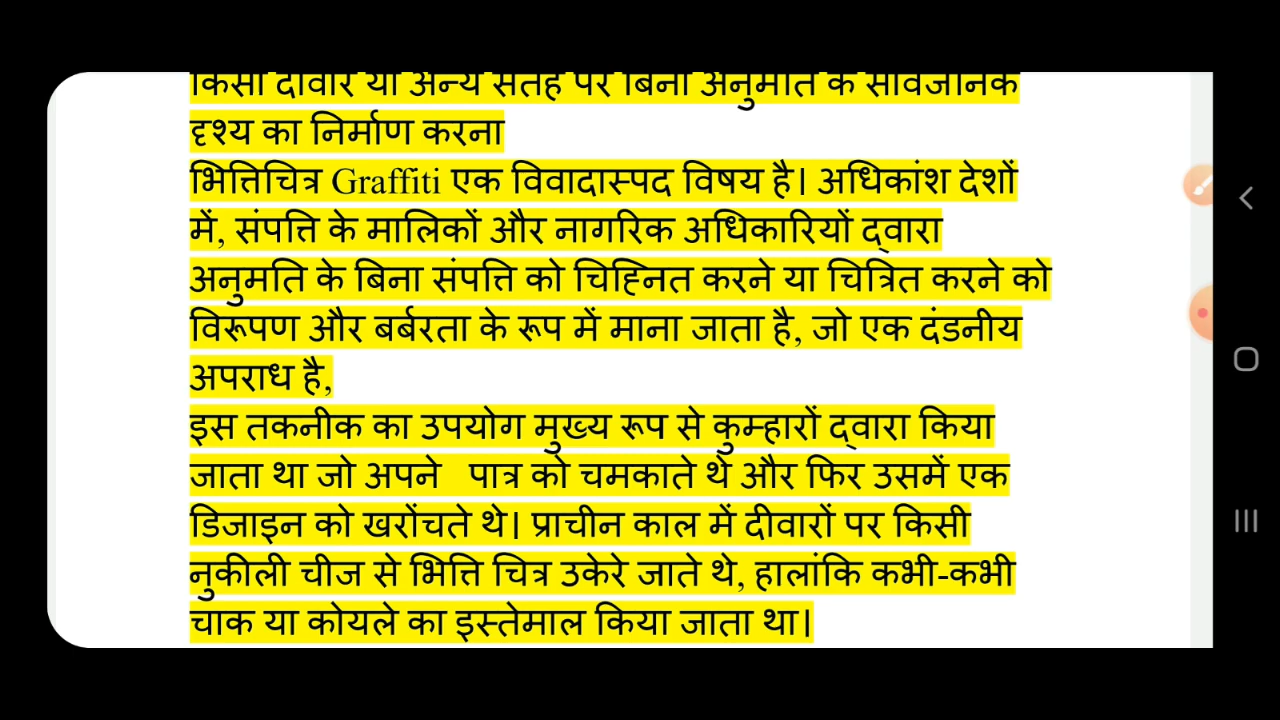 किसी दीवार या अन्य सतह पर बिना अनुमति के सार्वजनिक
दृश्य का निर्माण करना
भित्तिचित्र Graffiti एक विवादास्पद विषय है। अधिकांश देशों
में, संपत्ति के मालिकों और नागरिक अधिकारियों द्वारा
अनुमति के बिना संपत्ति को चिह्नित करने या चित्रित करने को
विरूपण और बर्बरता के रूप में माना जाता है, जो एक दंडनीय
अपराध है,
इस तकनीक का उपयोग मुख्य रूप से कुम्हारों द्वारा किया
जाता था जो अपने पात्र को चमकाते थे और फिर उसमें एक
डिजाइन को खरोंचते थे। प्राचीन काल में दीवारों पर किसी
नुकीली चीज से भित्ति चित्र उकेरे जाते थे, हालांकि कभी-कभी
चाक या कोयले का इस्तेमाल किया जाता था।